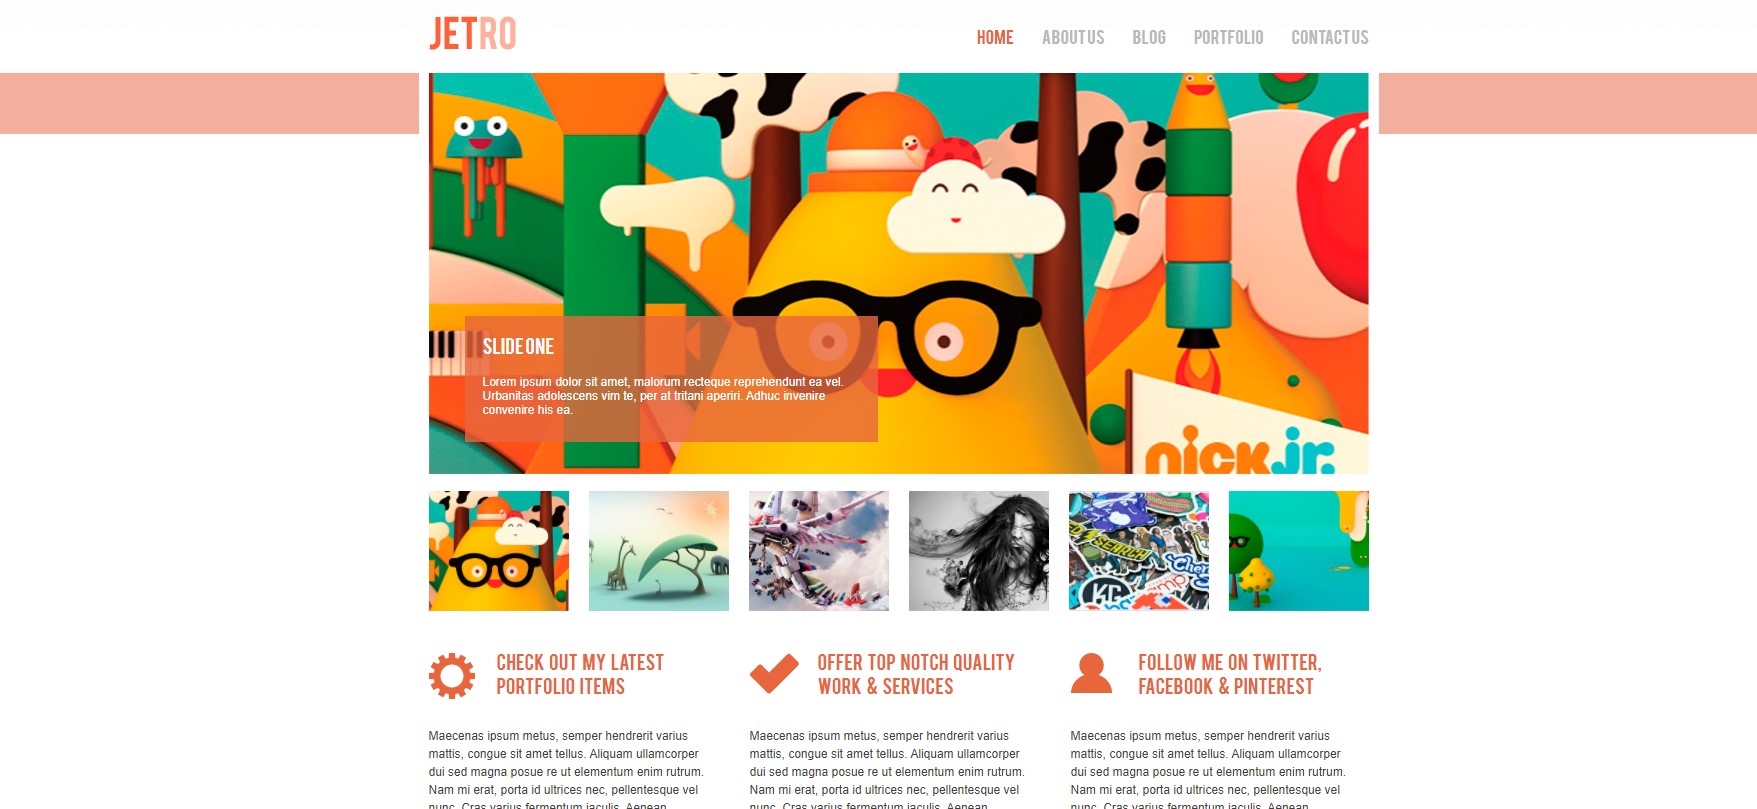 JETRO
HOME ABOUT US BLOG PORTFOLIO CONTACT US
SLIDE ONE
Lorem ipsum dolor sit amet, malorum recteque reprehendunt ea vel.
Urbanitas adolescens vim te, per at tritani aperiri. Adhuc invenire
convenire his ea.
nick jr.
SEARCH
KG
CHECK OUT MY LATEST
PORTFOLIO ITEMS
Maecenas ipsum metus, semper hendrerit varius
mattis, congue sit amet tellus. Aliquam ullamcorper
dui sed magna posue re ut elementum enim rutrum.
Nam mi erat, porta id ultrices nec, pellentesque vel
nunc. Cras varius fermentum iaculis. Aenean
OFFER TOP NOTCH QUALITY
WORK & SERVICES
Maecenas ipsum metus, semper hendrerit varius
mattis, congue sit amet tellus. Aliquam ullamcorper
dui sed magna posue re ut elementum enim rutrum.
Nam mi erat, porta id ultrices nec, pellentesque vel
nunc. Cras varius fermentum iaculis. Aenean
FOLLOW ME ON TWITTER,
FACEBOOK & PINTEREST
Maecenas ipsum metus, semper hendrerit varius
mattis, congue sit amet tellus. Aliquam ullamcorper
dui sed magna posue re ut elementum enim rutrum.
Nam mi erat, porta id ultrices nec, pellentesque vel
nunc. Cras varius fermentum iaculis. Aenean